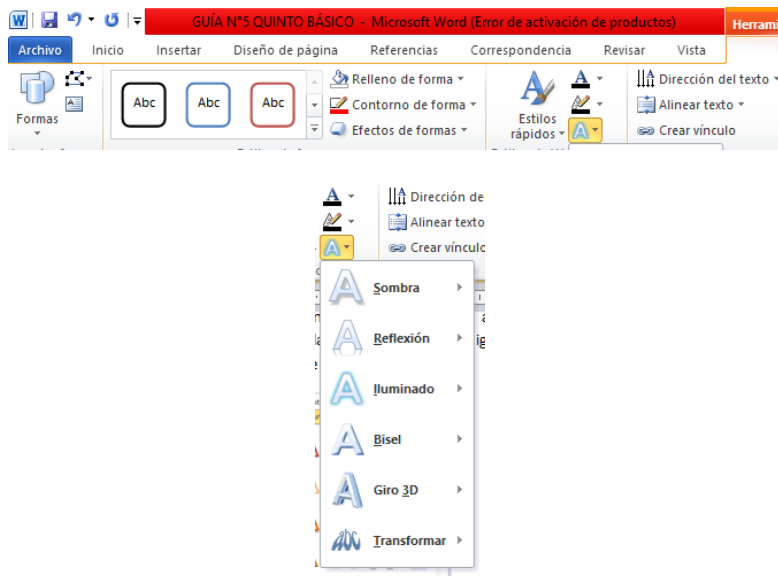 GUÍA N°5 QUINTO BÁSICO - Microsoft Word (Error de activación de productos)
Herrami
Archivo Inicio Insertar Diseño de página Referencias Correspondencia Revisar Vista
Formas
Abc Abc Abc
Relleno de forma
Contorno de forma
Efectos de formas
Estilos
rápidos
Dirección del texto
Alinear texto
Crear vínculo
Dirección de
Alinear texto
Crear vínculo
Sombra
Reflexión
Iluminado
Bisel
Giro 3D
Transformar